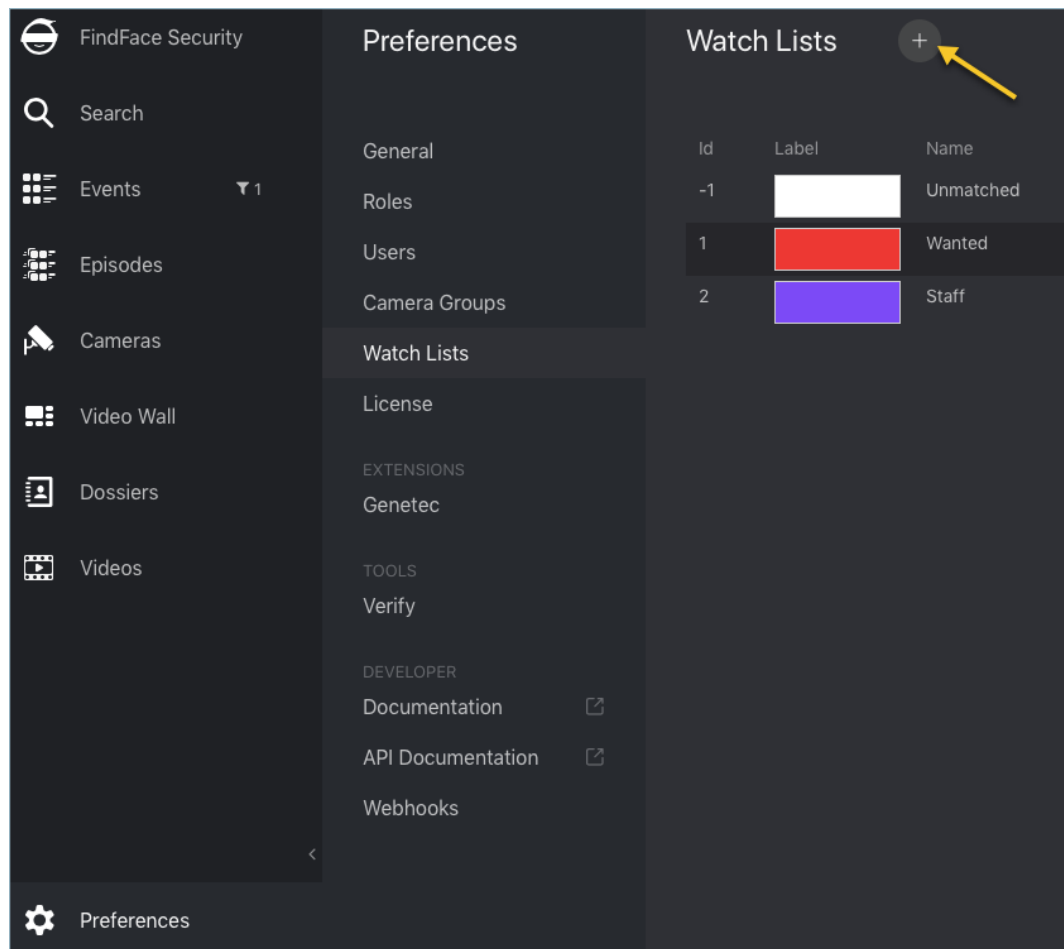 FindFace Security
Search
Events 1
Episodes
Cameras
Video Wall
Dossiers
Videos
Preferences
Preferences
General
Roles
Users
Camera Groups
Watch Lists
License
EXTENSIONS
Genetec
TOOLS
Verify
DEVELOPER
Documentation
API Documentation
Webhooks
Watch Lists +
Id Label Name
-1 Unmatched
1 Wanted
2 Staff